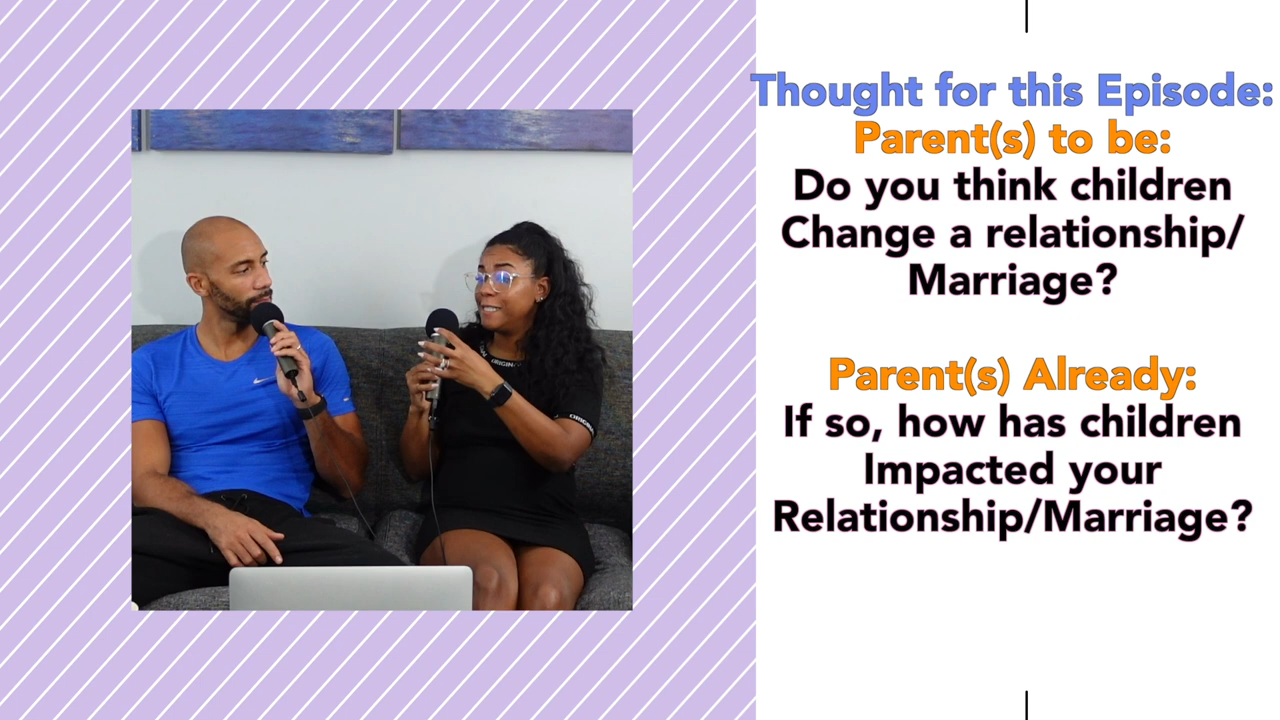 Thought for this Episode:
Parent(s) to be:
Do you think children
Change a relationship/
Marriage?
Parent(s) Already:
If so, how has children
Impacted your
Relationship/Marriage?
ORIGIN